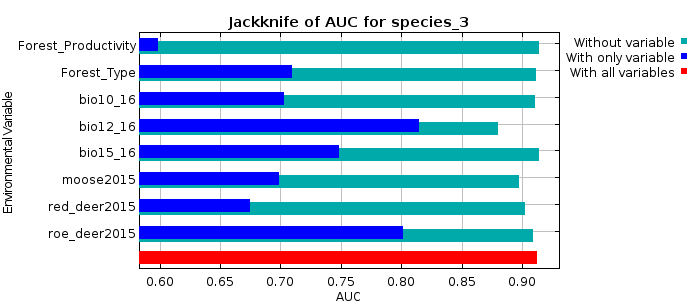 Jackknife of AUC for species_3
Environmental Variable
Forest_Productivity
Forest_Type
bio10_16
bio12_16
bio15_16
moose2015
red_deer2015
roe_deer2015
0.60 0.65 0.70 0.75 0.80 0.85 0.90
AUC
Without variable
With only variable
With all variables